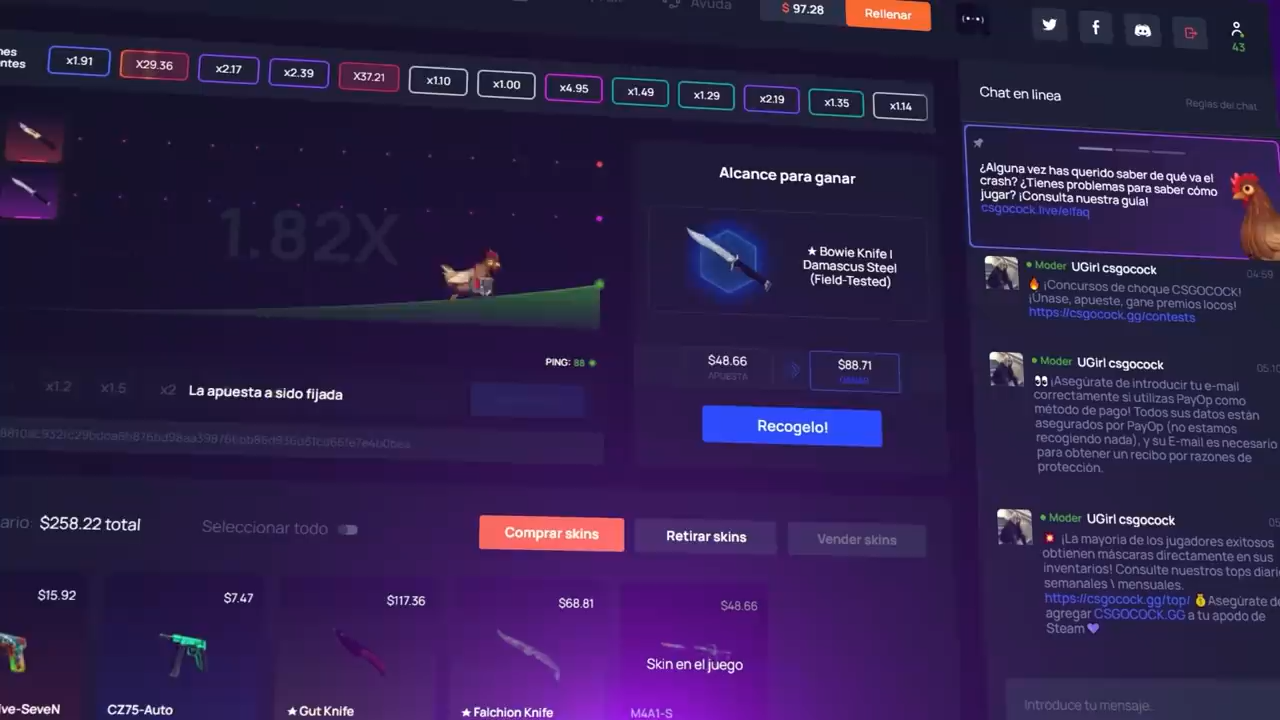 Ayuda
$ 97.28
Rellenar
43
x1.91
X29.36
x2.17
x2.39
X37.21
x1.10
x1.00
x4.95
x1.49
x1.29
x2.19
x1.35
x1.14
1.82X
PING: 88
x1.2
x1.5
x2
La apuesta a sido fijada
Alcance para ganar
★ Bowie Knife |
Damascus Steel
(Field-Tested)
$48.66
APUESTA
$88.71
Recogelo!
$258.22 total
Seleccionar todo
Comprar skins
Retirar skins
Vender skins
$15.92
$7.47
CZ75-Auto
$117.36
★ Gut Knife
$68.81
★ Falchion Knife
$48.66
Skin en el juego
M4A1-S
Chat en linea
Reglas del chat
¿Alguna vez has querido saber de qué va el
crash? ¿Tienes problemas para saber cómo
jugar? ¡Consulta nuestra guía!
csgocock.live/elfaq
Moder UGirl csgocock
04:59
🔥 ¡Concursos de choque CSGOCOCK!
¡Únase, apueste, gane premios locos!
https://csgocock.gg/contests
Moder UGirl csgocock
05:10
👀 ¡Asegúrate de introducir tu e-mail
correctamente si utilizas PayOp como
método de pago! Todos sus datos están
asegurados por PayOp (no estamos
recogiendo nada), y su E-mail es necesario
para obtener un recibo por razones de
protección.
Moder UGirl csgocock
💥 ¡La mayoría de los jugadores exitosos
obtienen máscaras directamente en sus
inventarios! Consulte nuestros tops
semanales \ mensuales.
https://csgocock.gg/top/ 💰 Asegúrate de
agregar CSGOCOCK.GG a tu apodo de
Steam 💜
Introduce tu mensaje.